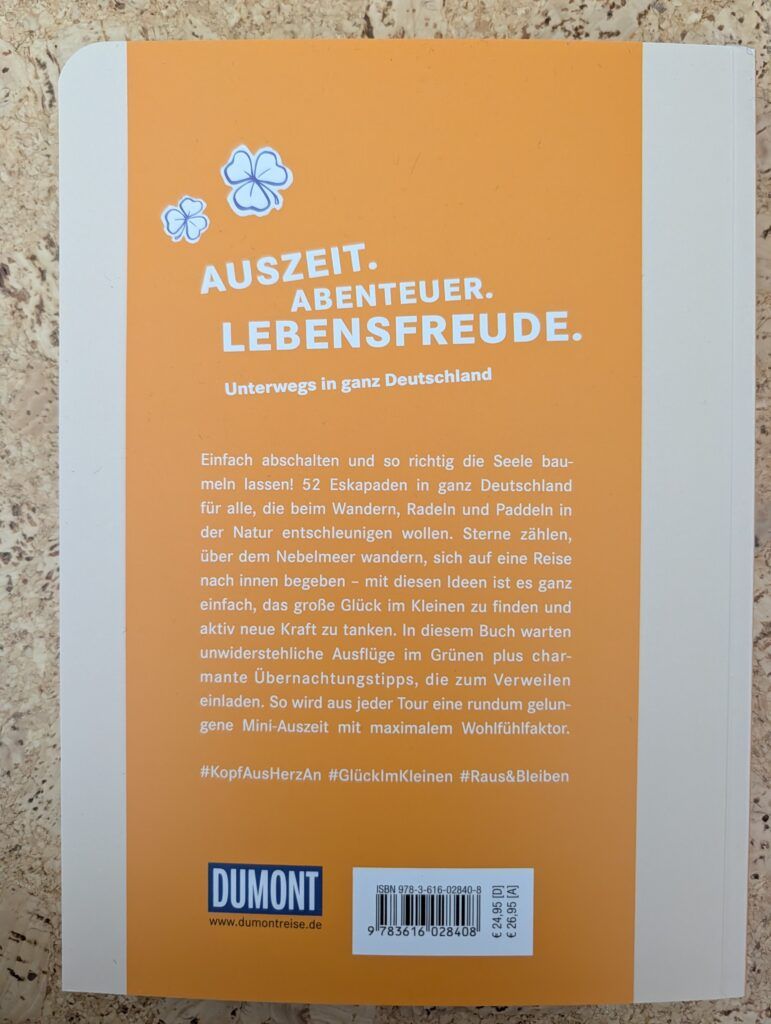 AUSZEIT.
ABENTEUER.
LEBENSFREUDE.
Unterwegs in ganz Deutschland
Einfach abschalten und so richtig die Seele bau-
meln lassen! 52 Eskapaden in ganz Deutschland
für alle, die beim Wandern, Radeln und Paddeln in
der Natur entschleunigen wollen. Sterne zählen,
über dem Nebelmeer wandern, sich auf eine Reise
nach innen begeben – mit diesen Ideen ist es ganz
einfach, das große Glück im Kleinen zu finden und
aktiv neue Kraft zu tanken. In diesem Buch warten
unwiderstehliche Ausflüge im Grünen plus char-
mante Übernachtungstipps, die zum Verweilen
einladen. So wird aus jeder Tour eine rundum gelun-
gene Mini-Auszeit mit maximalem Wohlfühlfaktor.
#KopfAusHerzAn #GlückImKleinen #Raus&Bleiben
DUMONT
www.dumontreise.de
ISBN 978-3-616-02840-8
9 783616 028408
€ 24,95 [D]
€ 26,95 [A]